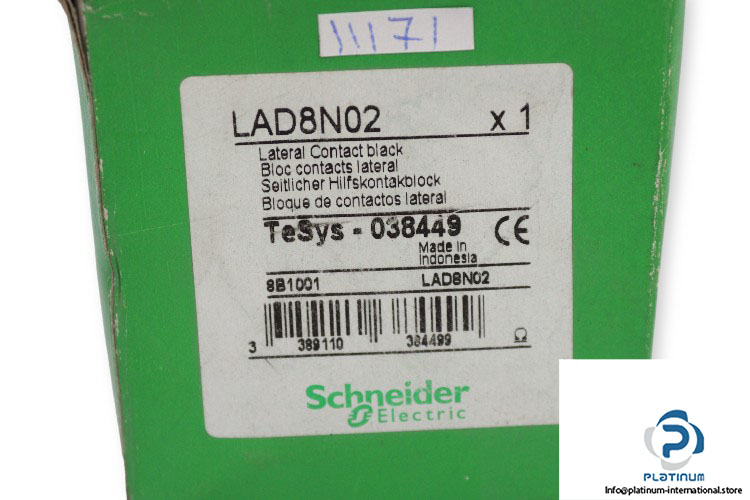 11171
LAD8N02 x 1
Lateral Contact black
Bloc contacts lateral
Seitlicher Hilfskontakblock
Bloque de contactos lateral
TeSys - 038449 CE
Made in
Indonesia
8B1001 LAD8N02
3 389110 384499
Schneider
Electric
PLATINUM
Info@platinum-international.store